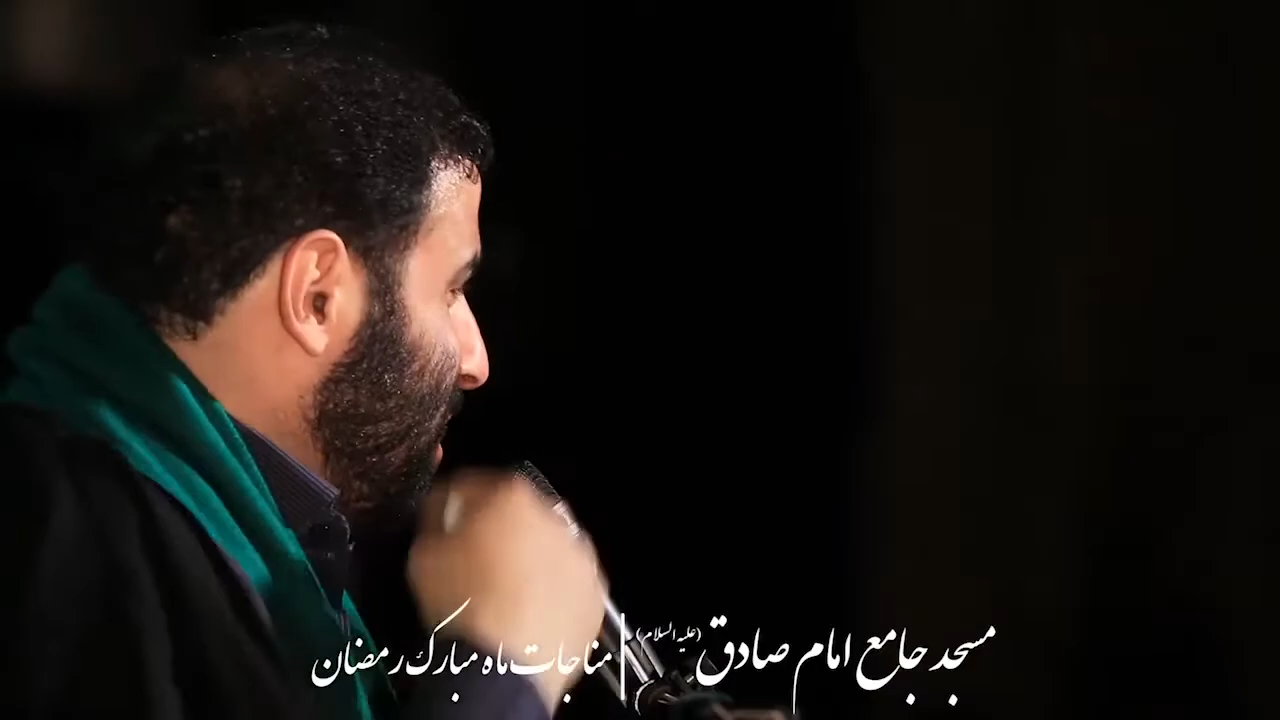 مسجد جامع امام صادق (علیه السلام) | مناجات ماه مبارک رمضان